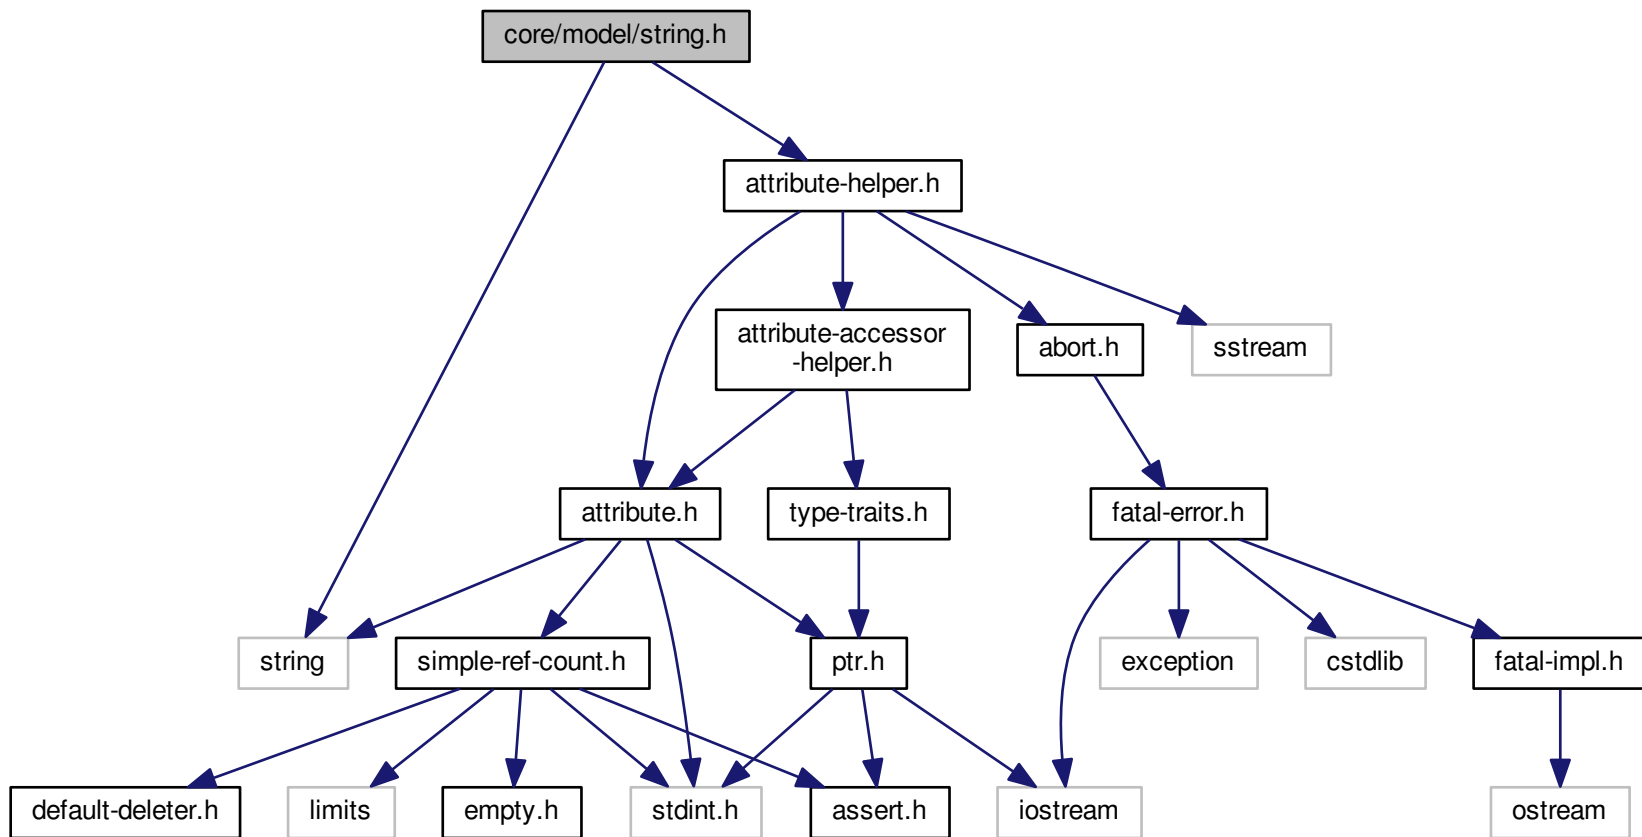 core/model/string.h
attribute-helper.h
attribute-accessor
-helper.h
abort.h
sstream
attribute.h
type-traits.h
fatal-error.h
string
simple-ref-count.h
ptr.h
exception
cstdlib
fatal-impl.h
default-deleter.h
limits
empty.h
stdint.h
assert.h
iostream
ostream